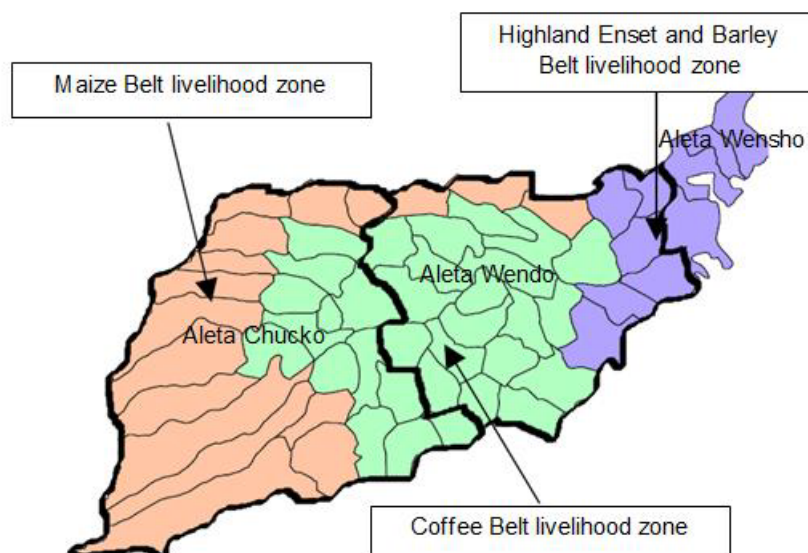 Highland Enset and Barley
Belt livelihood zone
Maize Belt livelihood zone
Aleta Wensho
Aleta Wendo
Aleta Chucko
Coffee Belt livelihood zone